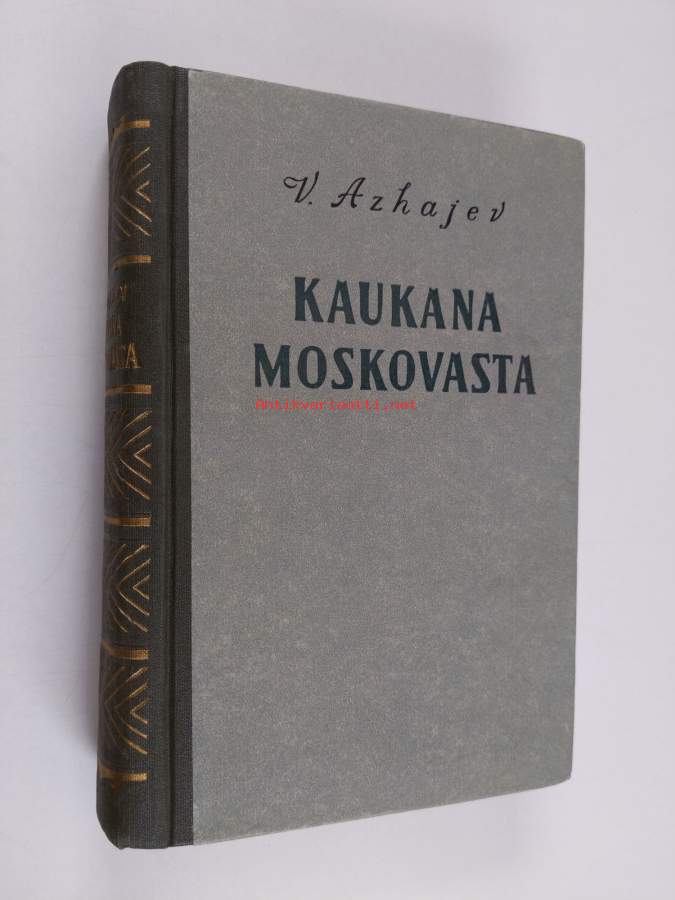 V. Azhajev
KAUKANA
MOSKOVASTA
Antikvariaatti.net